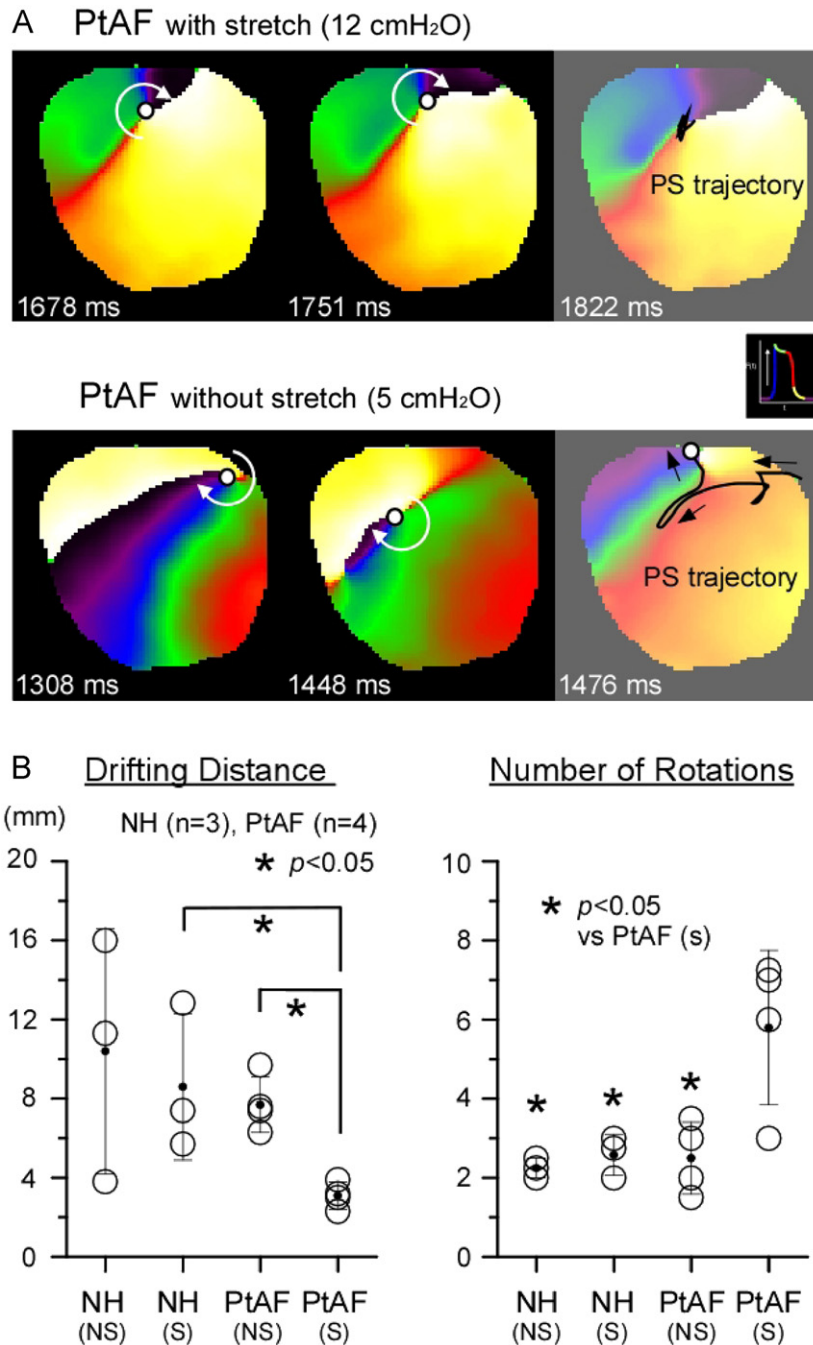 A
PtAF with stretch (12 cmH₂O)
1678 ms
1751 ms
PS trajectory
1822 ms
PtAF without stretch (5 cmH₂O)
t
1308 ms
1448 ms
PS trajectory
1476 ms
B
Drifting Distance
(mm)
NH (n=3), PtAF (n=4)
* p<0.05
20
16
12
8
4
0
*
*
NH
(NS)
NH
(S)
PtAF
(NS)
PtAF
(S)
Number of Rotations
10
8
6
4
2
0
* p<0.05
vs PtAF (s)
*
*
*
NH
(NS)
NH
(S)
PtAF
(NS)
PtAF
(S)